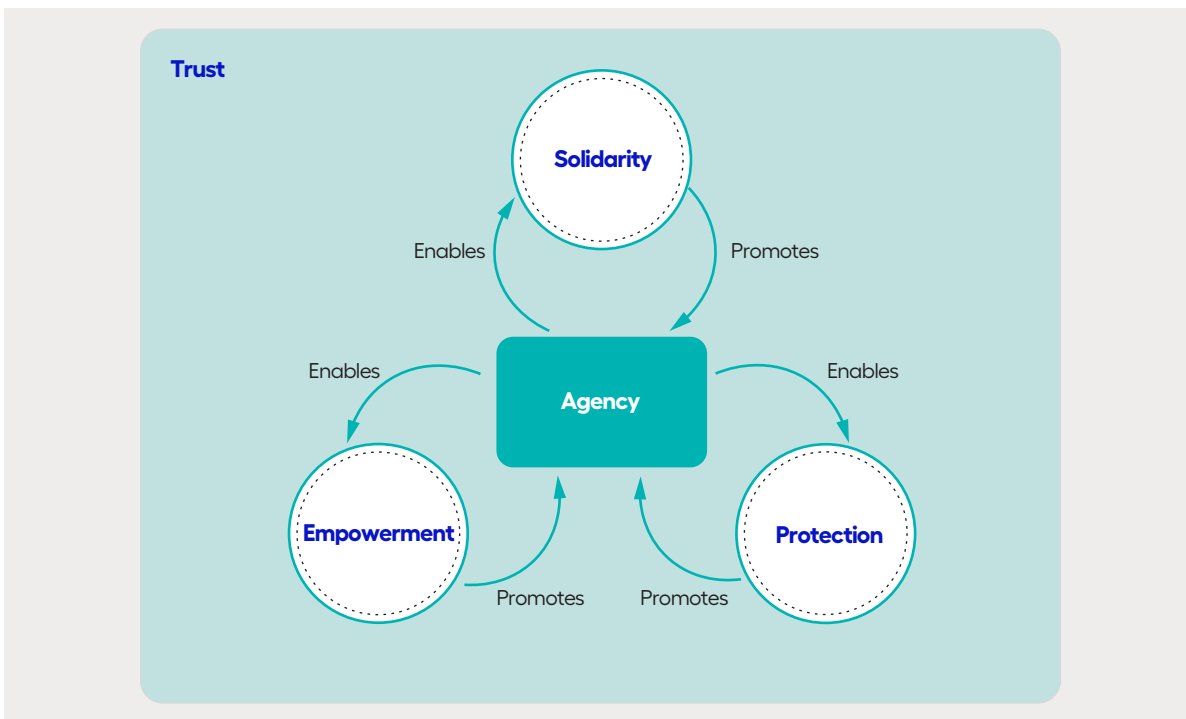 Trust
Solidarity
Enables
Promotes
Enables
Enables
Agency
Empowerment
Protection
Promotes
Promotes